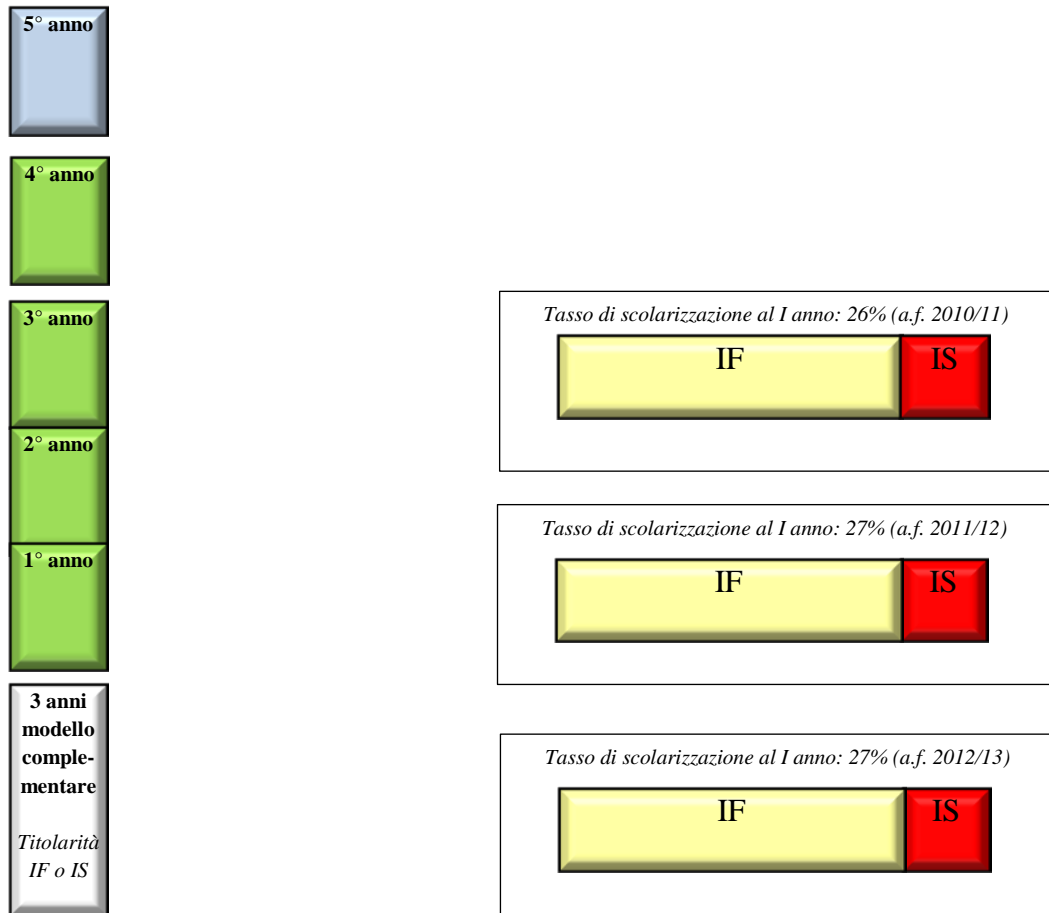 5° anno
4° anno
3° anno
2° anno
1° anno
3 anni
modello
comple-
mentare
Titolarità
IF o IS
Tasso di scolarizzazione al I anno: 26% (a.f. 2010/11)
IF IS
Tasso di scolarizzazione al I anno: 27% (a.f. 2011/12)
IF IS
Tasso di scolarizzazione al I anno: 27% (a.f. 2012/13)
IF IS